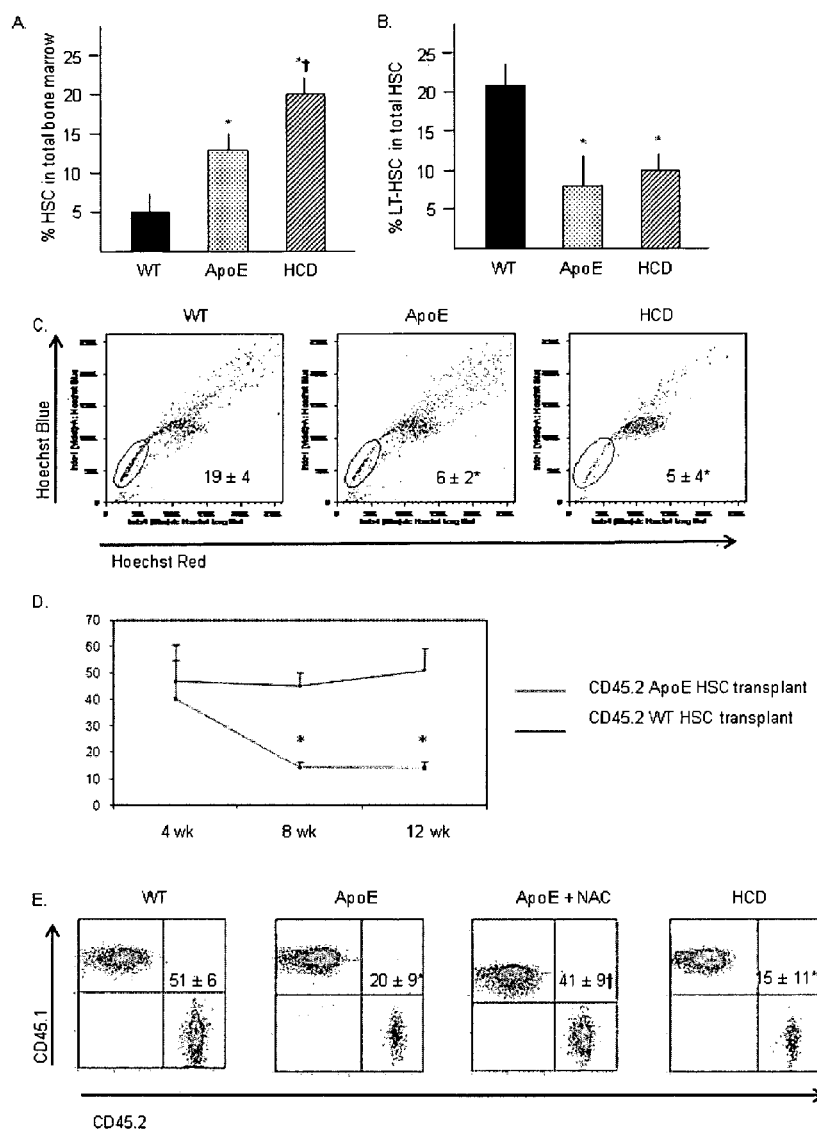 A.
% HSC in total bone marrow
25
20
15
10
5
*
*†
WT
ApoE
HCD
B.
% LT-HSC in total HSC
25
20
15
10
5
*
*
WT
ApoE
HCD
C.
WT
ApoE
HCD
Hoechst Blue
19 ± 4
6 ± 2*
5 ± 4*
Hoechst Red
D.
70
60
50
40
30
20
10
0
*
*
4 wk
8 wk
12 wk
CD45.2 ApoE HSC transplant
CD45.2 WT HSC transplant
E.
WT
ApoE
ApoE + NAC
HCD
CD45.1
51 ± 6
20 ± 9*
41 ± 9†
15 ± 11*
CD45.2